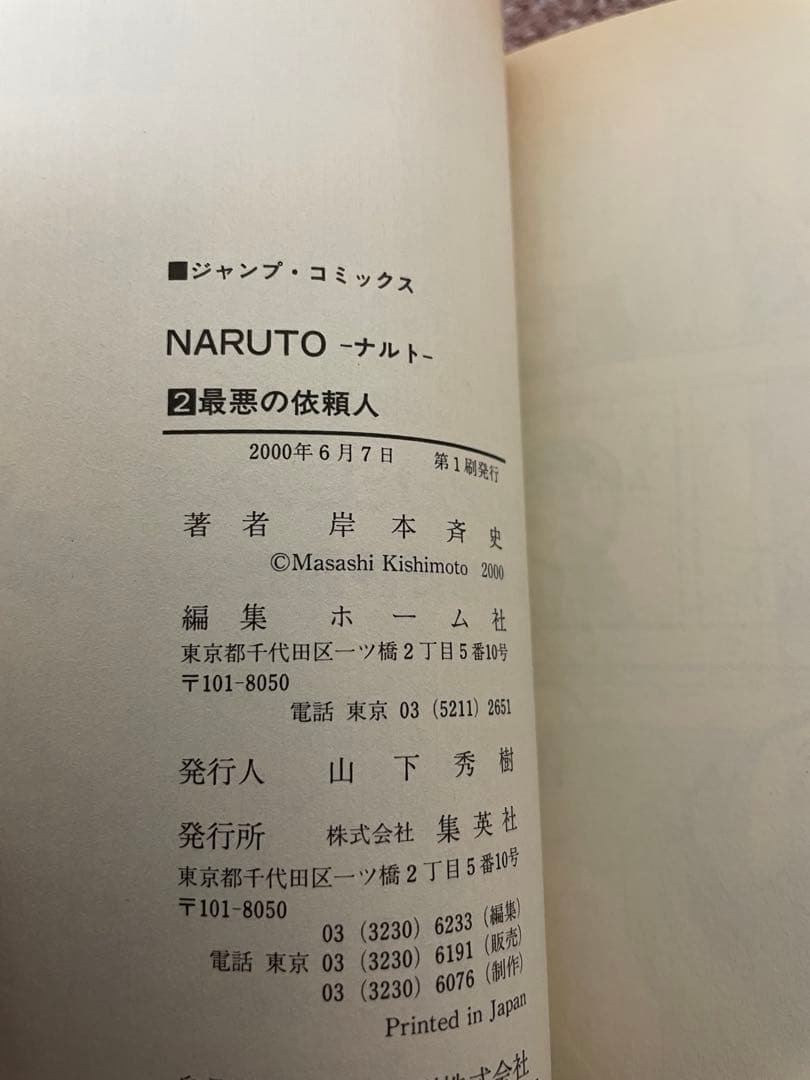 ■ジャンプ・コミックス
NARUTO -ナルト-
2最悪の依頼人
2000年6月7日 第1刷発行
著者 岸本斉史
©Masashi Kishimoto 2000
編集 ホーム社
東京都千代田区一ツ橋2丁目5番10号
〒101-8050
電話 東京 03 (5211) 2651
発行人 山下秀樹
発行所 株式会社 集英社
東京都千代田区一ツ橋2丁目5番10号
〒101-8050
03 (3230) 6233 (編集)
電話 東京 03 (3230) 6191 (販売)
03 (3230) 6076 (制作)
Printed in Japan
株式会社